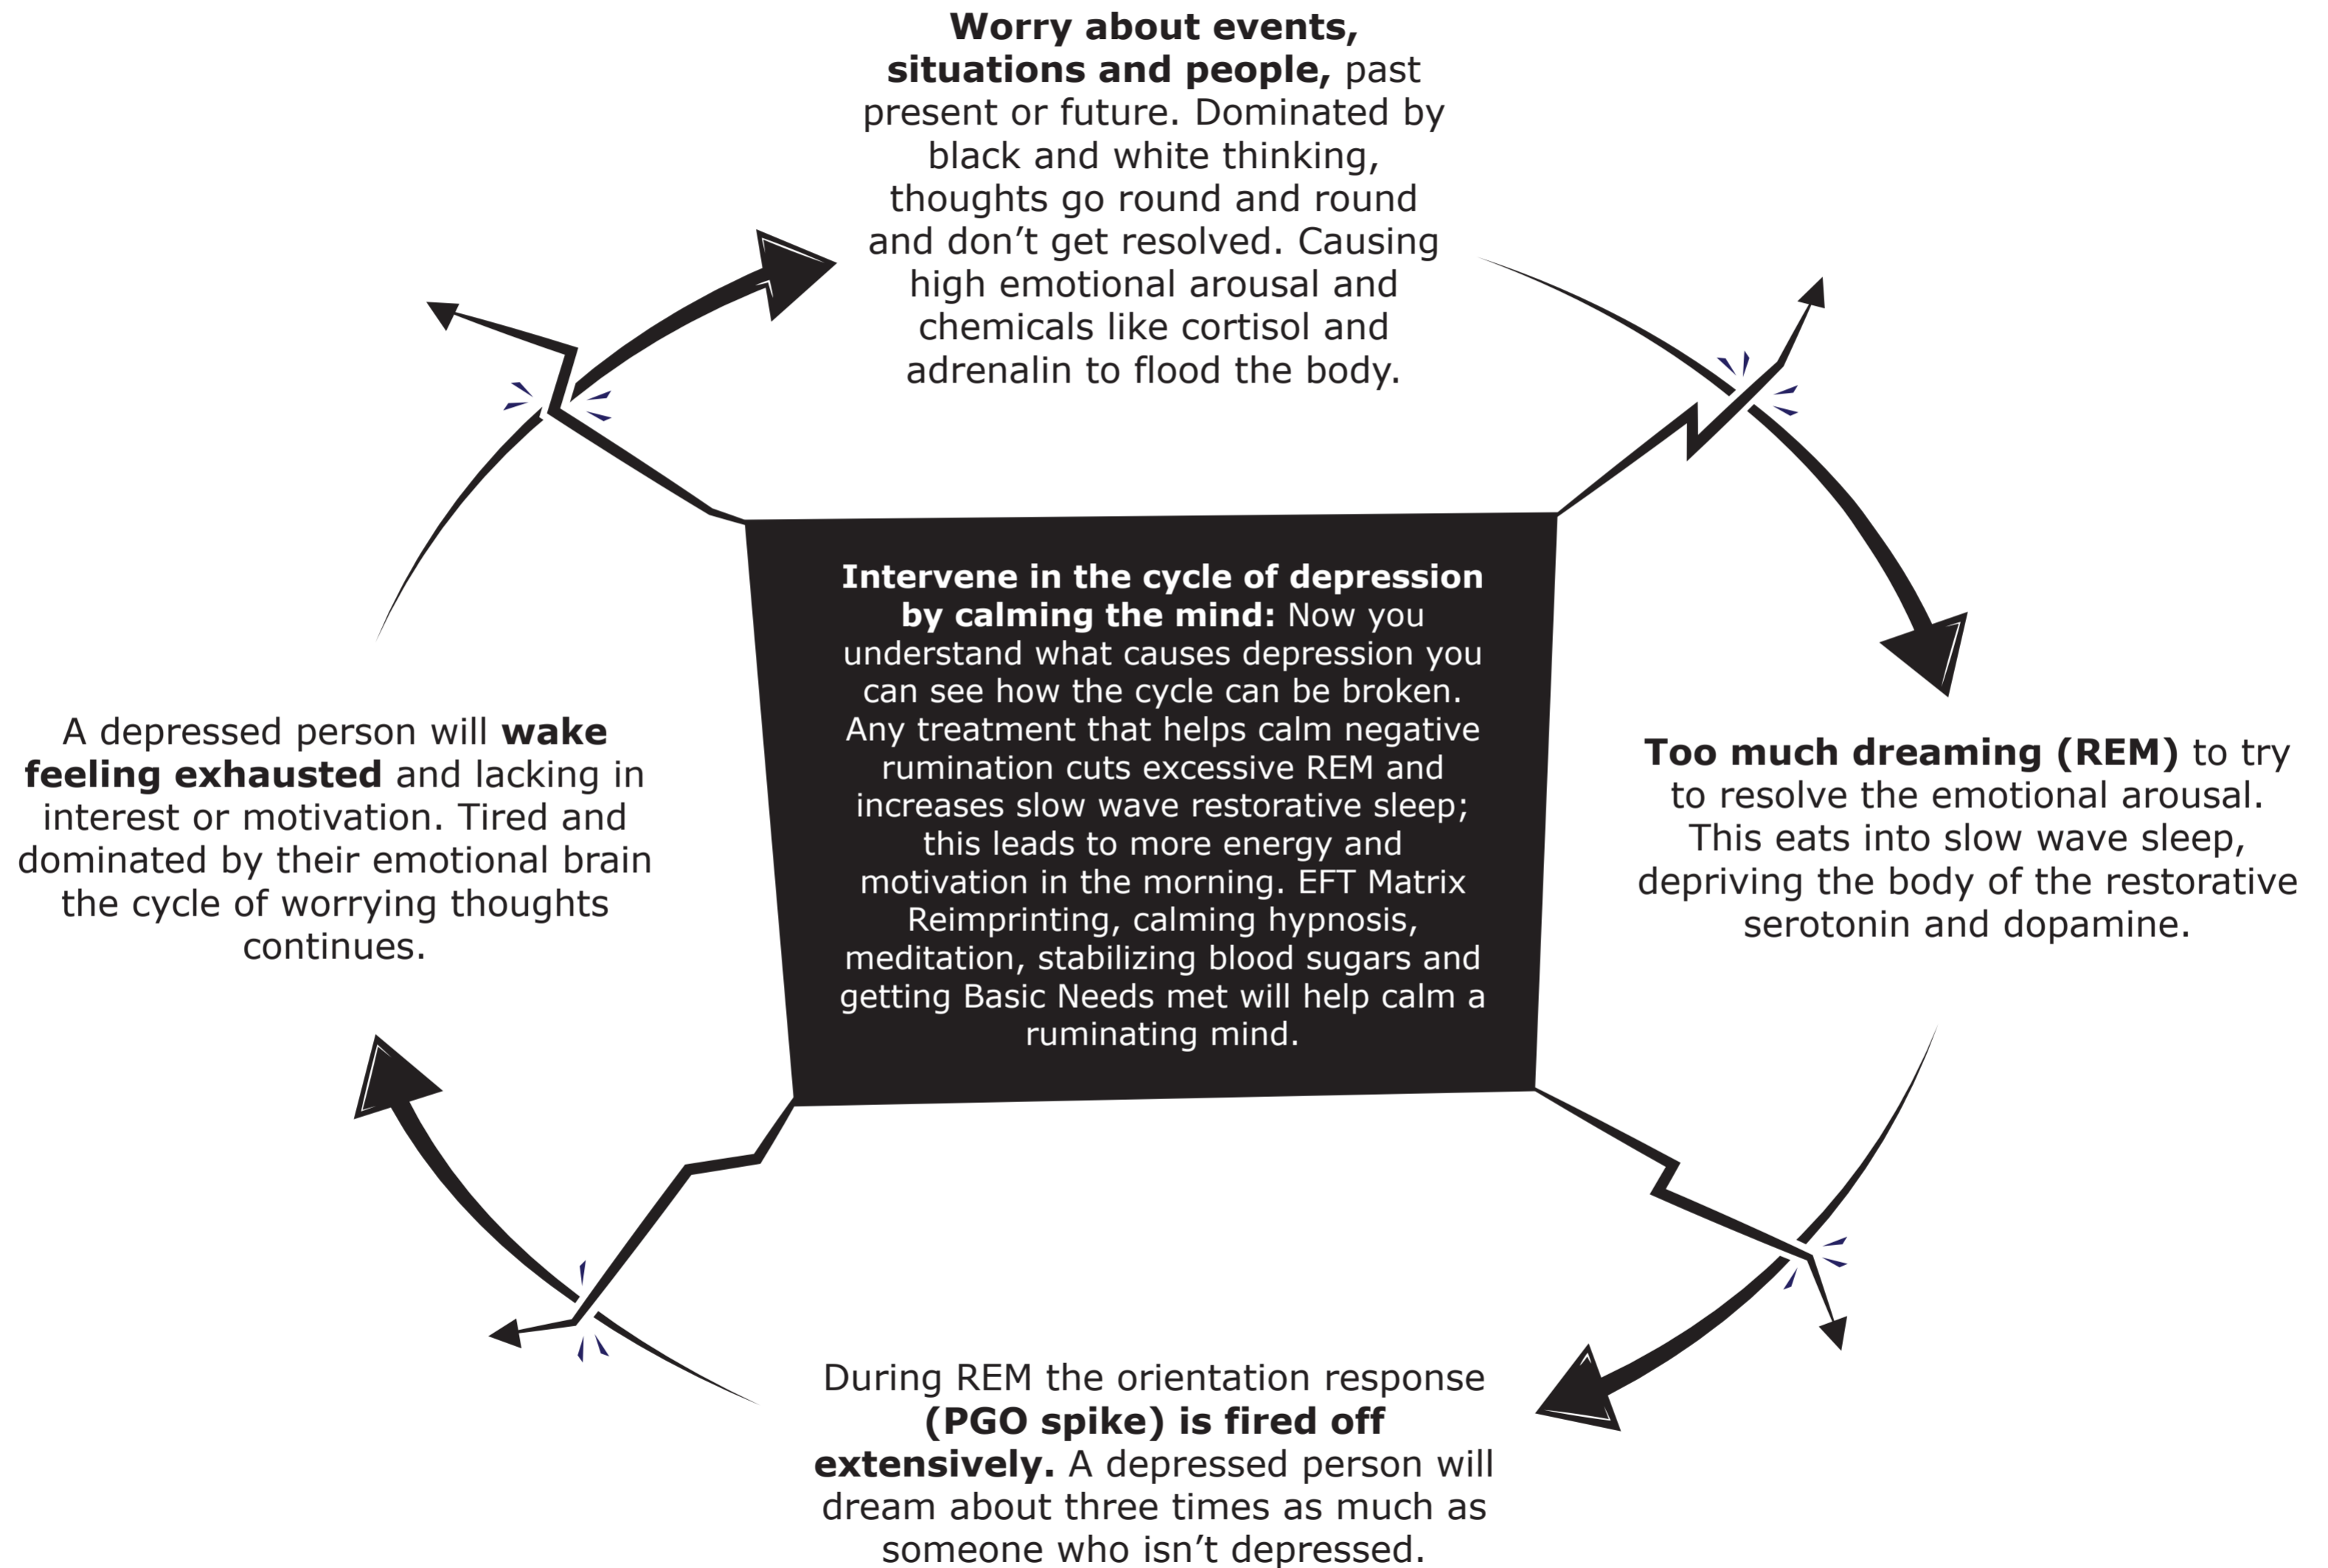 Worry about events,
situations and people, past
present or future. Dominated by
black and white thinking,
thoughts go round and round
and don’t get resolved. Causing
high emotional arousal and
chemicals like cortisol and
adrenalin to flood the body.
Too much dreaming (REM) to try
to resolve the emotional arousal.
This eats into slow wave sleep,
depriving the body of the restorative
serotonin and dopamine.
During REM the orientation response
(PGO spike) is fired off
extensively. A depressed person will
dream about three times as much as
someone who isn’t depressed.
A depressed person will wake
feeling exhausted and lacking in
interest or motivation. Tired and
dominated by their emotional brain
the cycle of worrying thoughts
continues.
Intervene in the cycle of depression
by calming the mind: Now you
understand what causes depression you
can see how the cycle can be broken.
Any treatment that helps calm negative
rumination cuts excessive REM and
increases slow wave restorative sleep;
this leads to more energy and
motivation in the morning. EFT Matrix
Reimprinting, calming hypnosis,
meditation, stabilizing blood sugars and
getting Basic Needs met will help calm a
ruminating mind.